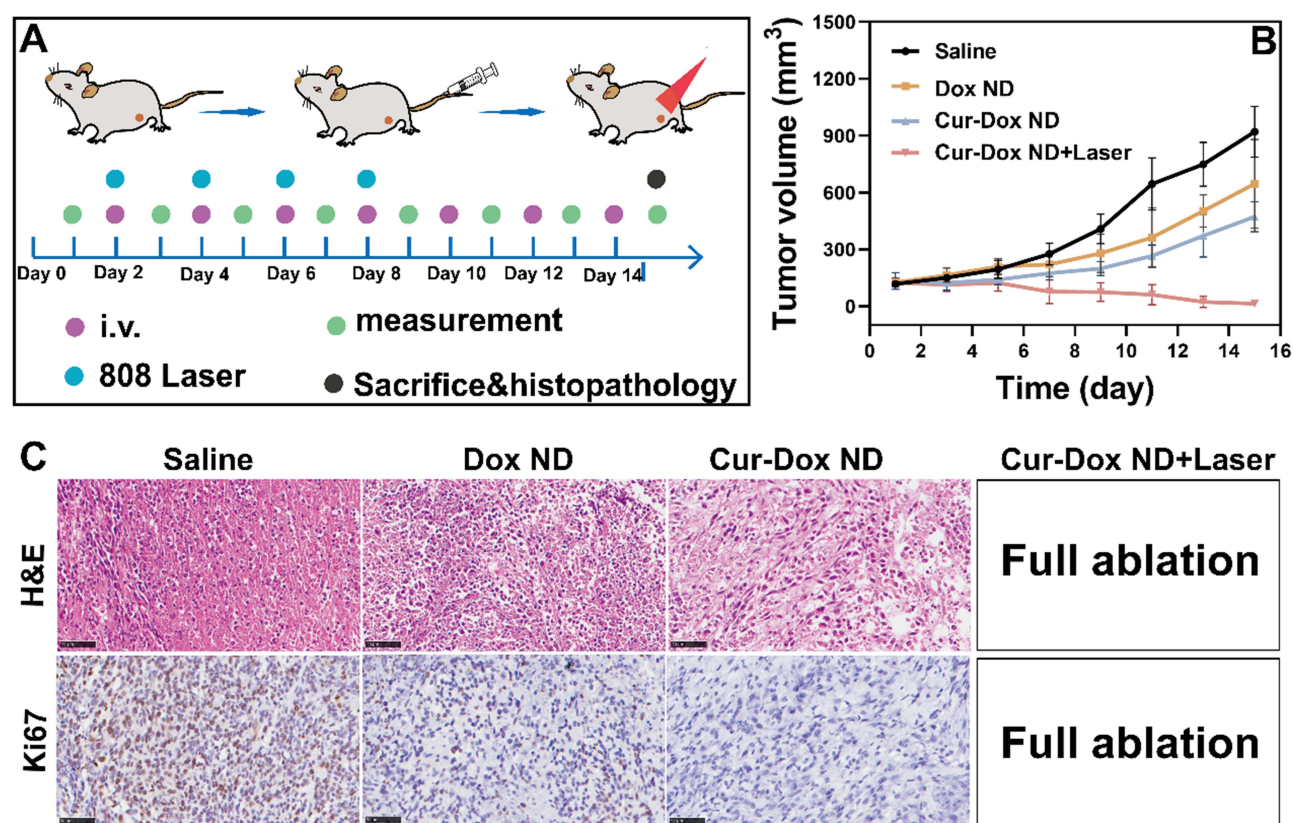 A
Day 0
Day 2
Day 4
Day 6
Day 8
Day 10
Day 12
Day 14
i.v.
measurement
808 Laser
Sacrifice&histopathology
B
Tumor volume (mm³)
1500
1200
900
600
300
0
Saline
Dox ND
Cur-Dox ND
Cur-Dox ND+Laser
0 2 4 6 8 10 12 14 16
Time (day)
C
Saline Dox ND Cur-Dox ND Cur-Dox ND+Laser
H&E
Full ablation
Ki67
Full ablation